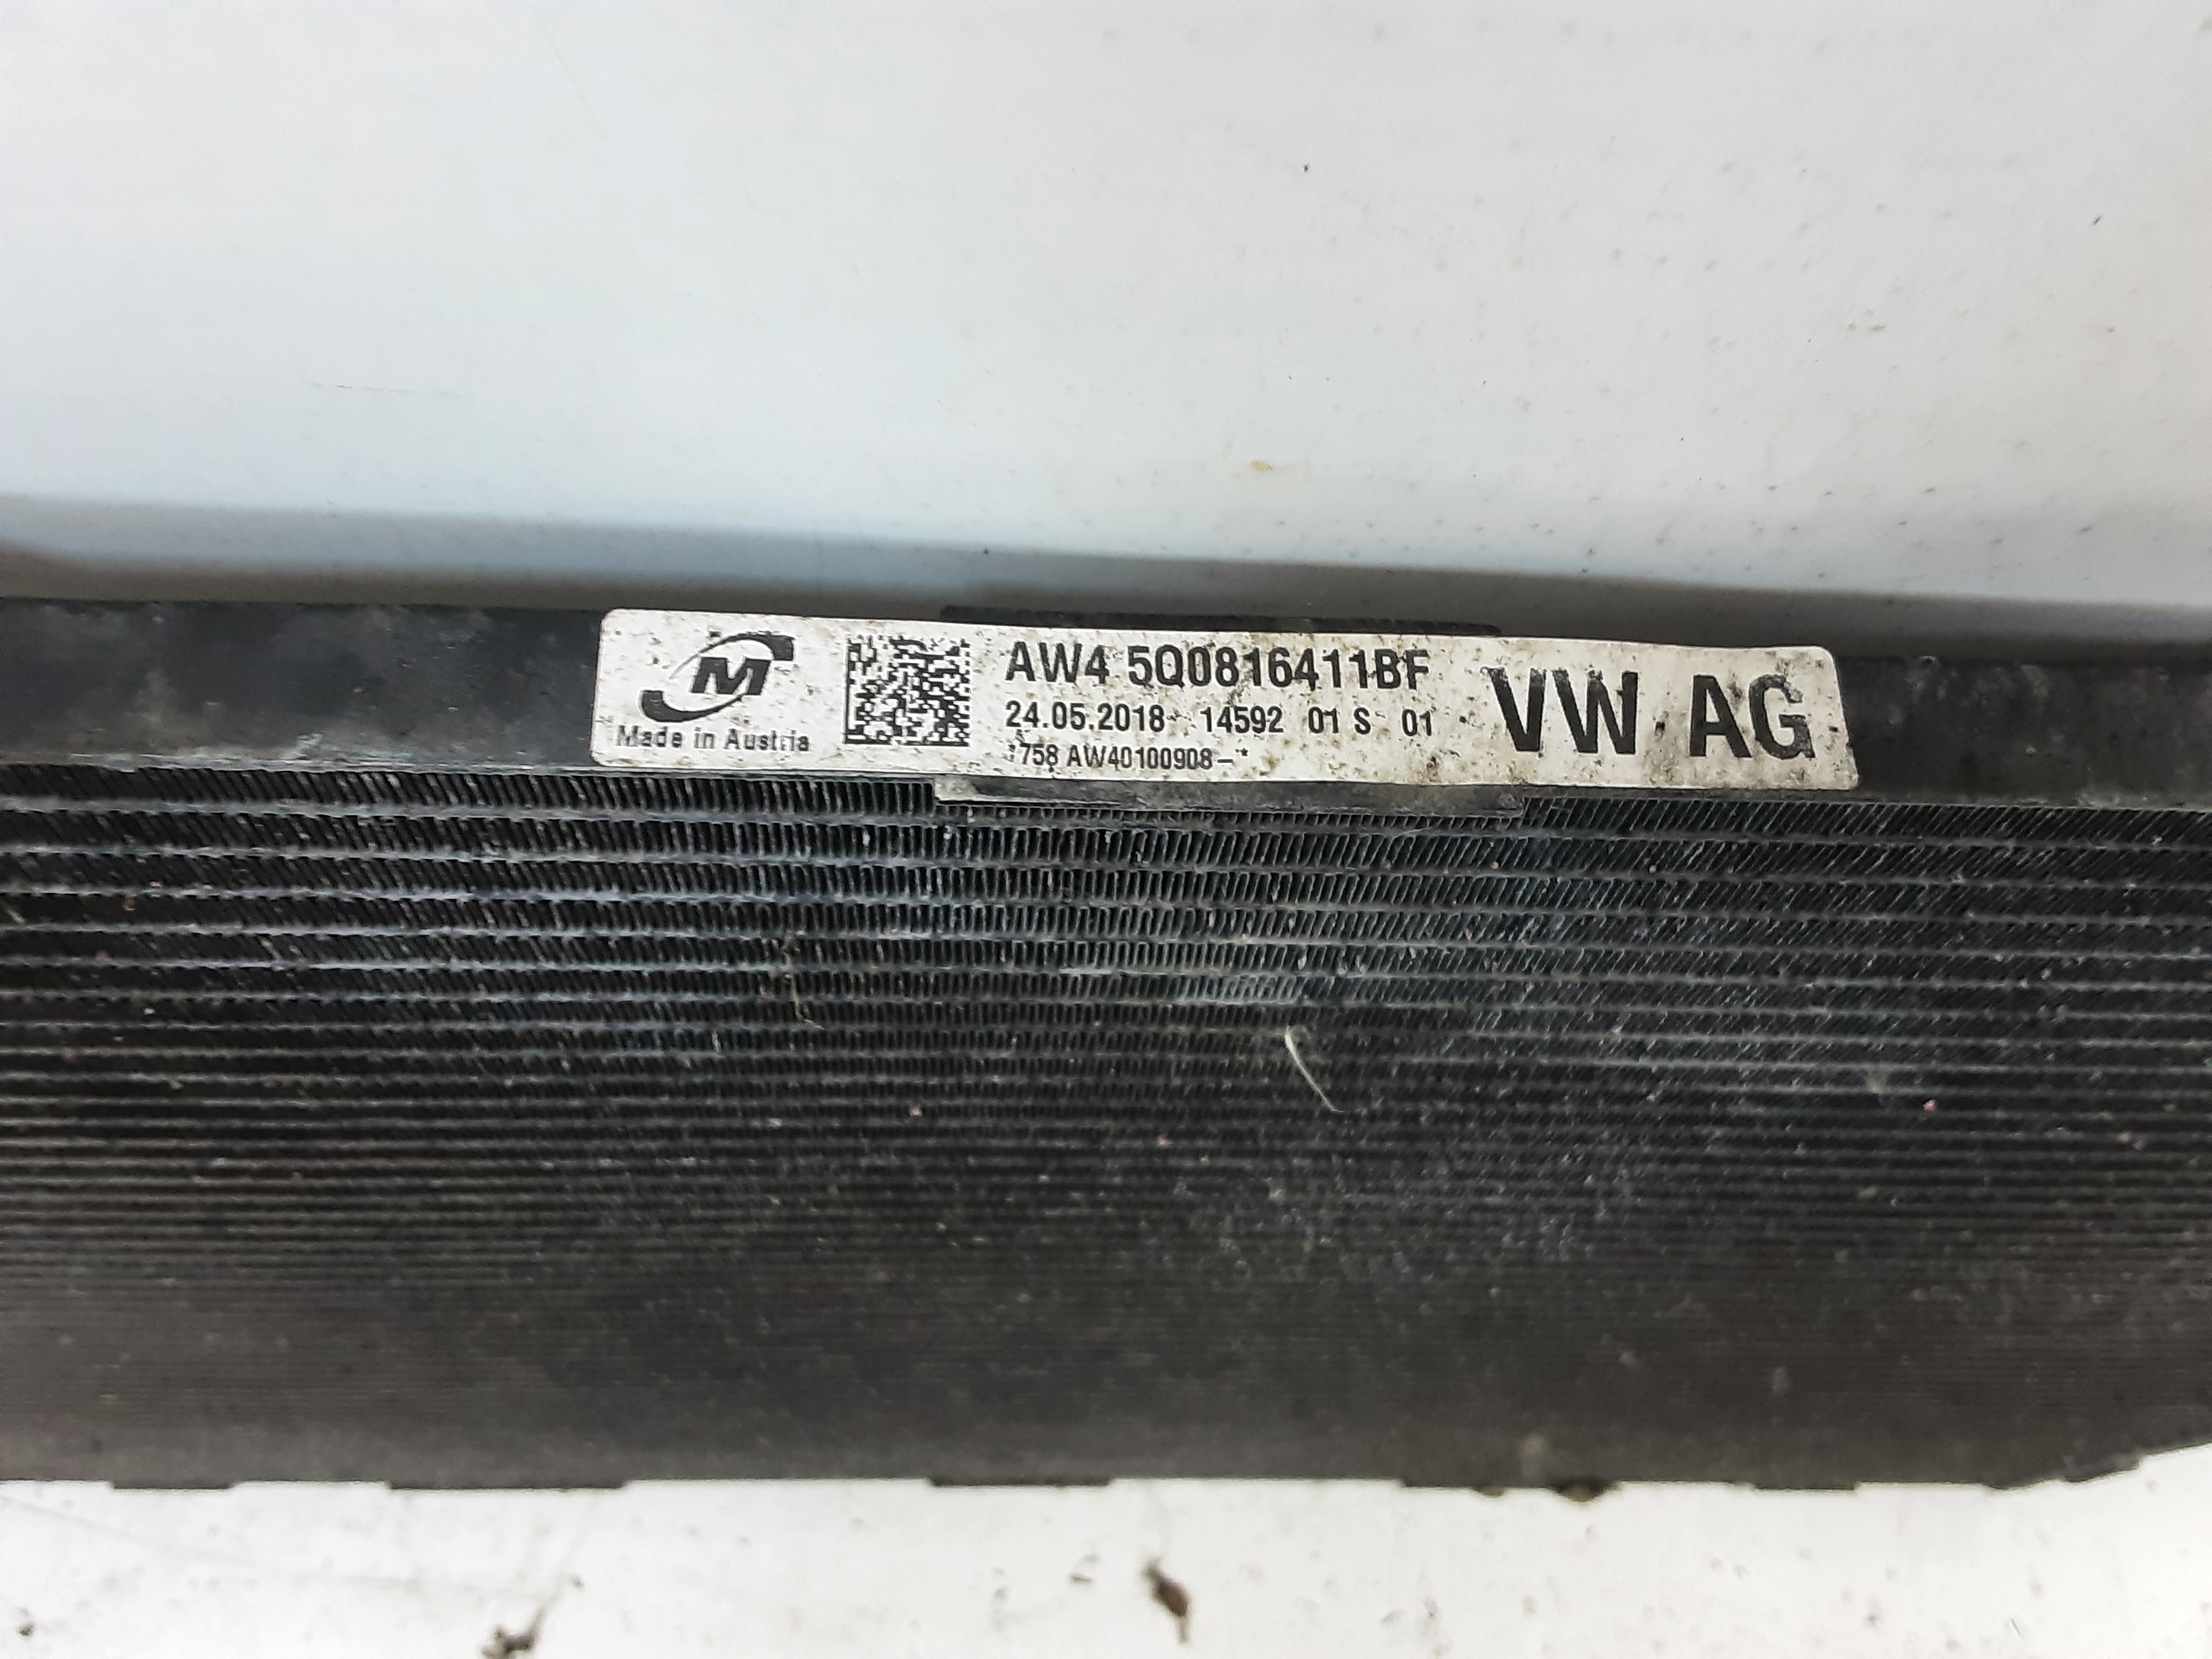 M
Made in Austria
AW4 5Q0816411BF
24.05.2018 14592 01 S 01
*758 AW40100908-*
VW AG